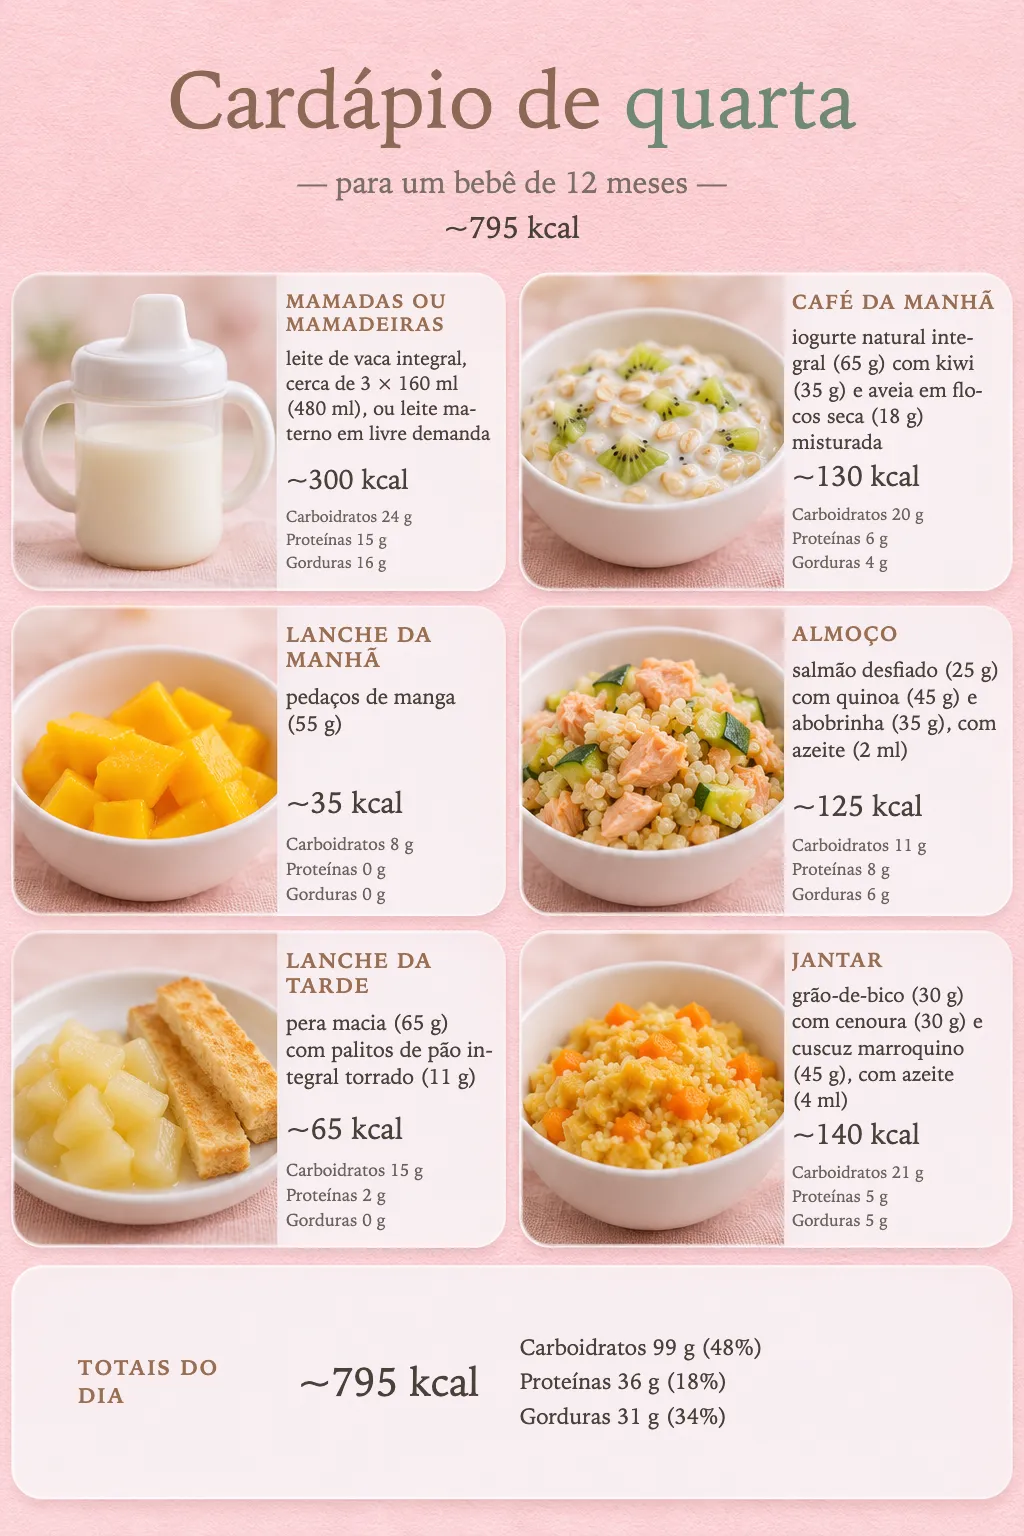 Cardápio de quarta
— para um bebê de 12 meses —
~795 kcal
MAMADAS OU
MAMADEIRAS
leite de vaca integral,
cerca de 3 × 160 ml
(480 ml), ou leite ma-
terno em livre demanda
~300 kcal
Carboidratos 24 g
Proteínas 15 g
Gorduras 16 g
CAFÉ DA MANHÃ
iogurte natural inte-
gral (65 g) com kiwi
(35 g) e aveia em flo-
cos seca (18 g)
misturada
~130 kcal
Carboidratos 20 g
Proteínas 6 g
Gorduras 4 g
LANCHE DA
MANHÃ
pedaços de manga
(55 g)
~35 kcal
Carboidratos 8 g
Proteínas 0 g
Gorduras 0 g
ALMOÇO
salmão desfiado (25 g)
com quinoa (45 g) e
abobrinha (35 g), com
azeite (2 ml)
~125 kcal
Carboidratos 11 g
Proteínas 8 g
Gorduras 6 g
LANCHE DA
TARDE
pera macia (65 g)
com palitos de pão in-
tegral torrado (11 g)
~65 kcal
Carboidratos 15 g
Proteínas 2 g
Gorduras 0 g
JANTAR
grão-de-bico (30 g)
com cenoura (30 g) e
cuscuz marroquino
(45 g), com azeite
(4 ml)
~140 kcal
Carboidratos 21 g
Proteínas 5 g
Gorduras 5 g
TOTAIS DO
DIA
~795 kcal
Carboidratos 99 g (48%)
Proteínas 36 g (18%)
Gorduras 31 g (34%)